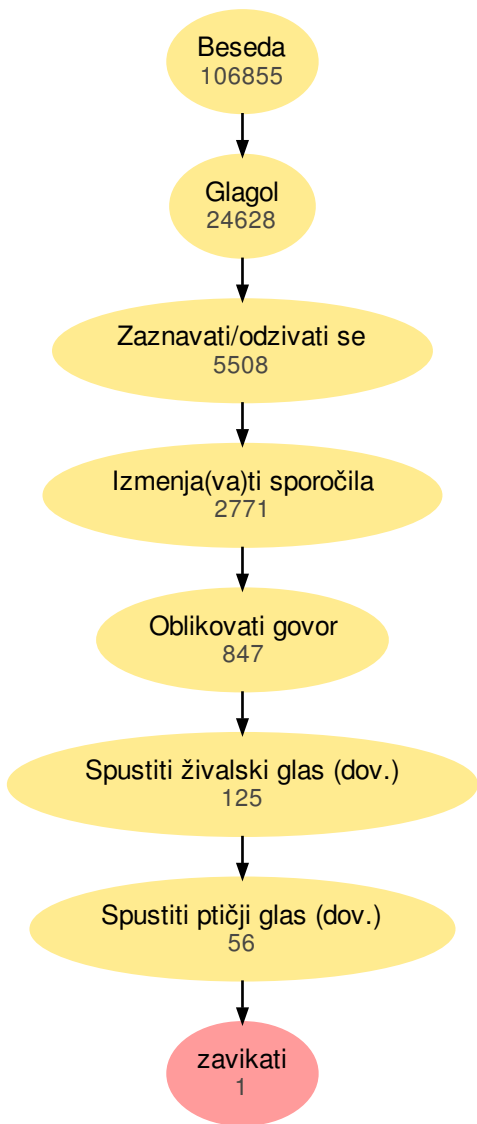 Beseda
106855
Glagol
24628
Zaznavati/odzivati se
5508
Izmenja(va)ti sporočila
2771
Oblikovati govor
847
Spustiti živalski glas (dov.)
125
Spustiti ptičji glas (dov.)
56
zavikati
1